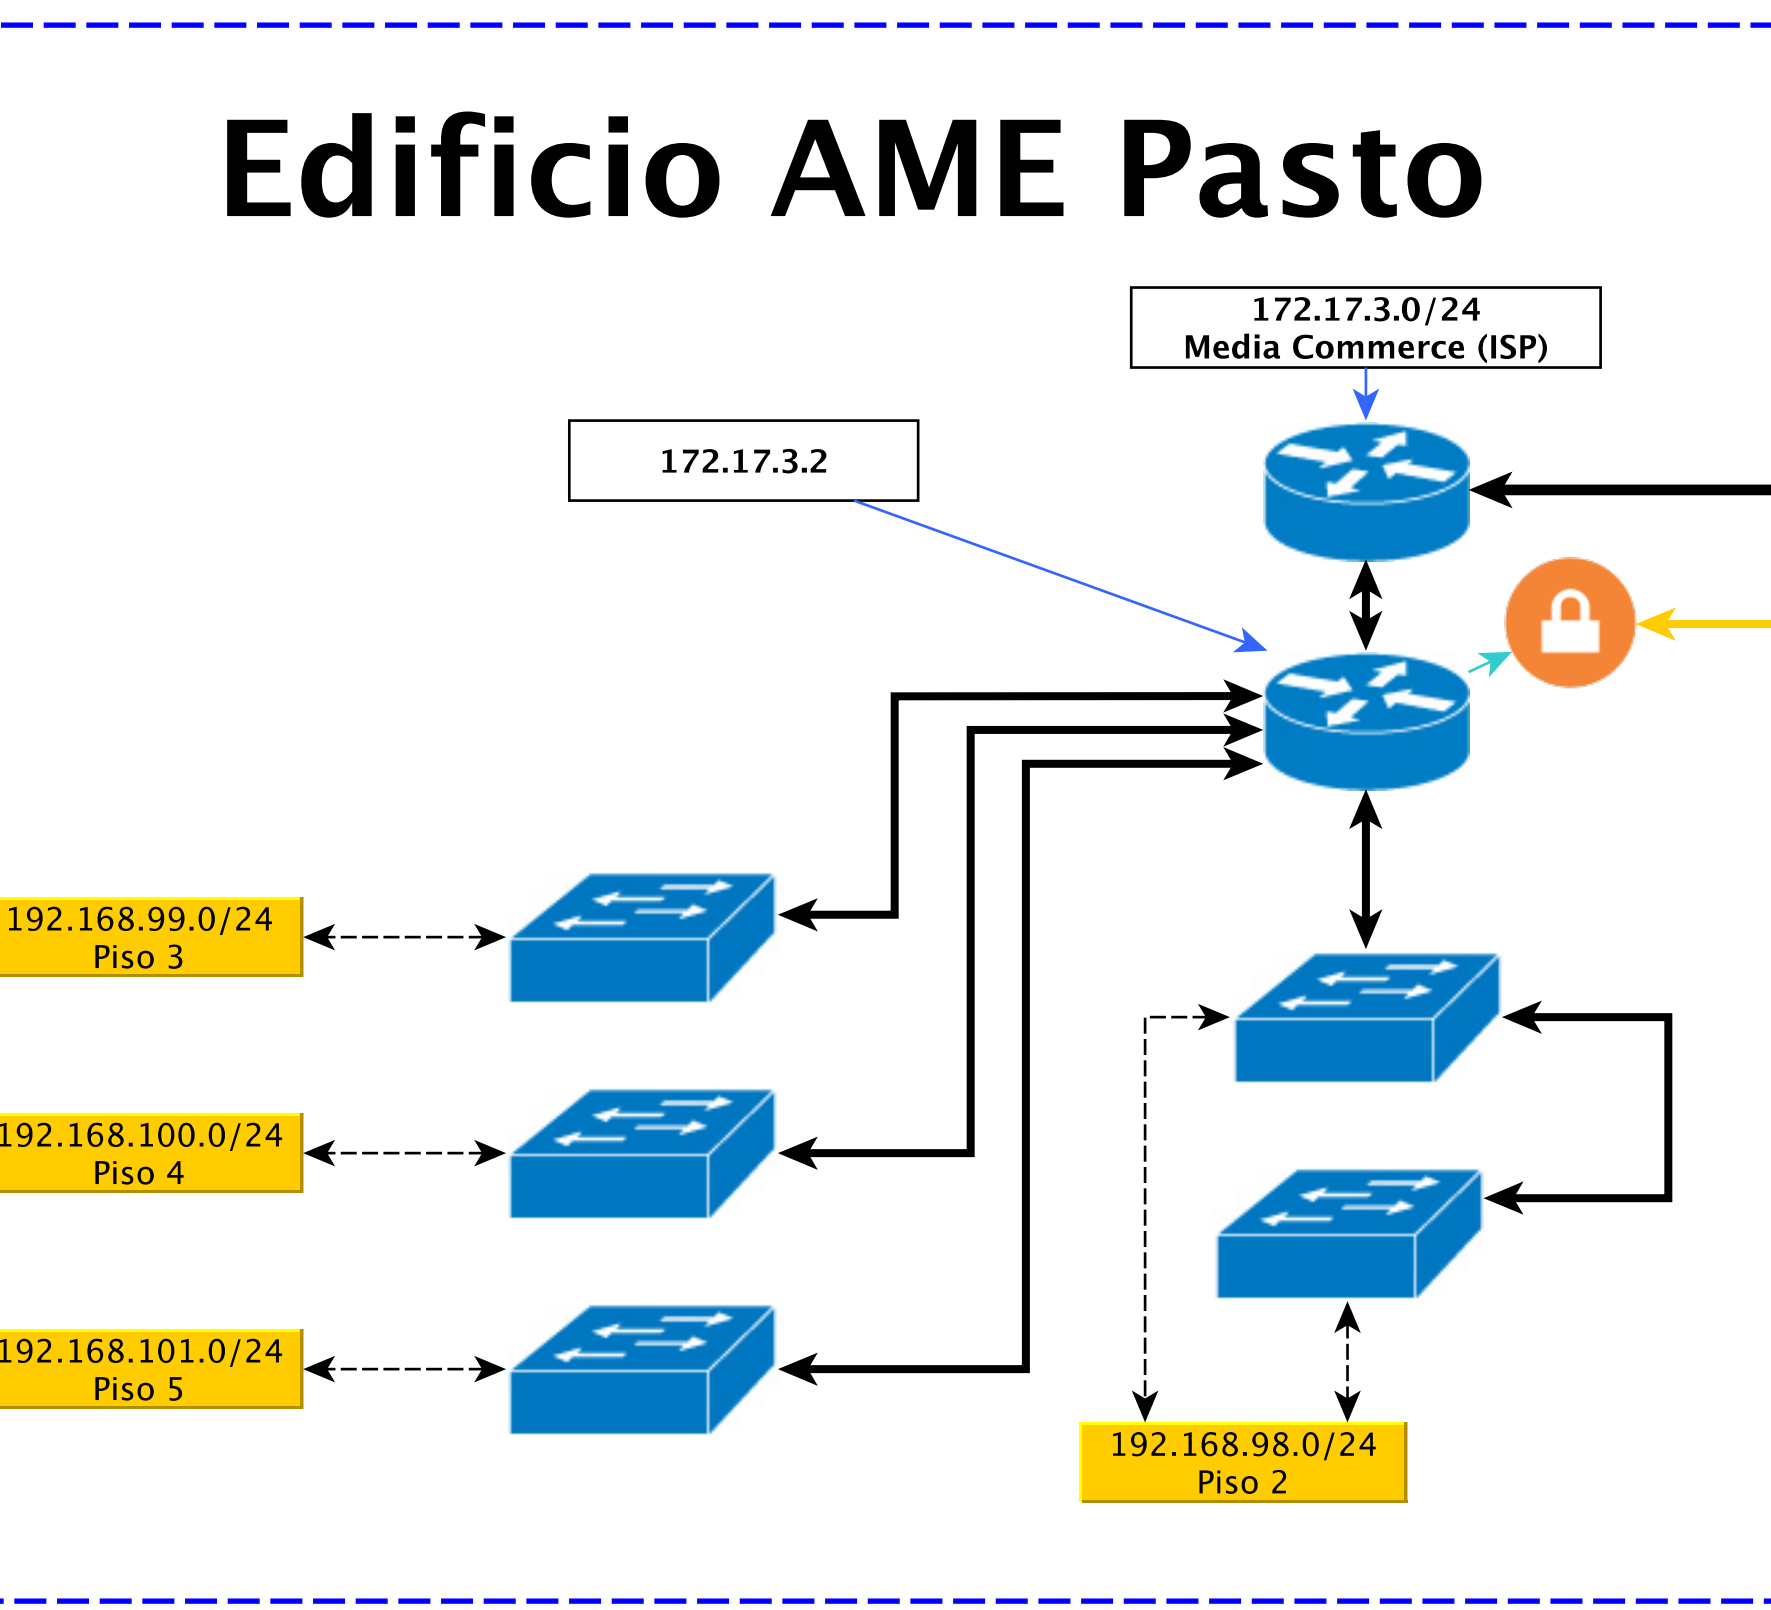 Edificio AME Pasto
172.17.3.0/24
Media Commerce (ISP)
172.17.3.2
192.168.99.0/24
Piso 3
192.168.100.0/24
Piso 4
192.168.101.0/24
Piso 5
192.168.98.0/24
Piso 2